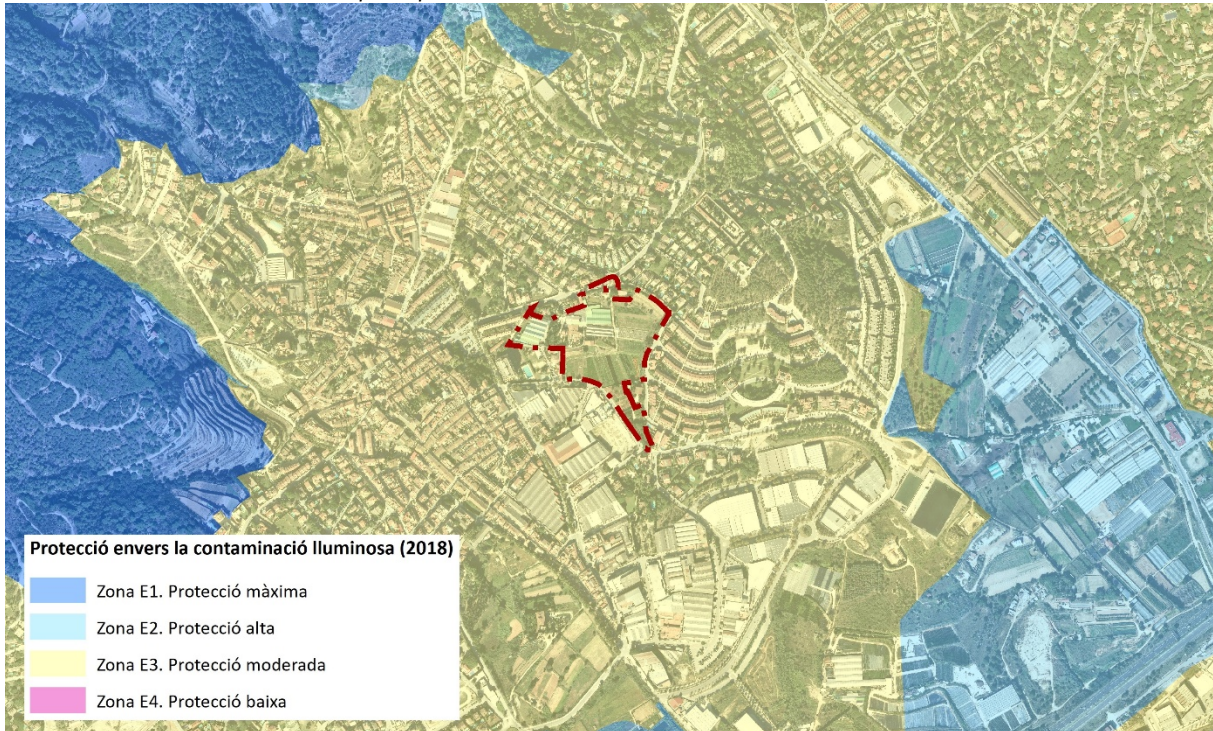 Protecció envers la contaminació lluminosa (2018)
Zona E1. Protecció màxima
Zona E2. Protecció alta
Zona E3. Protecció moderada
Zona E4. Protecció baixa